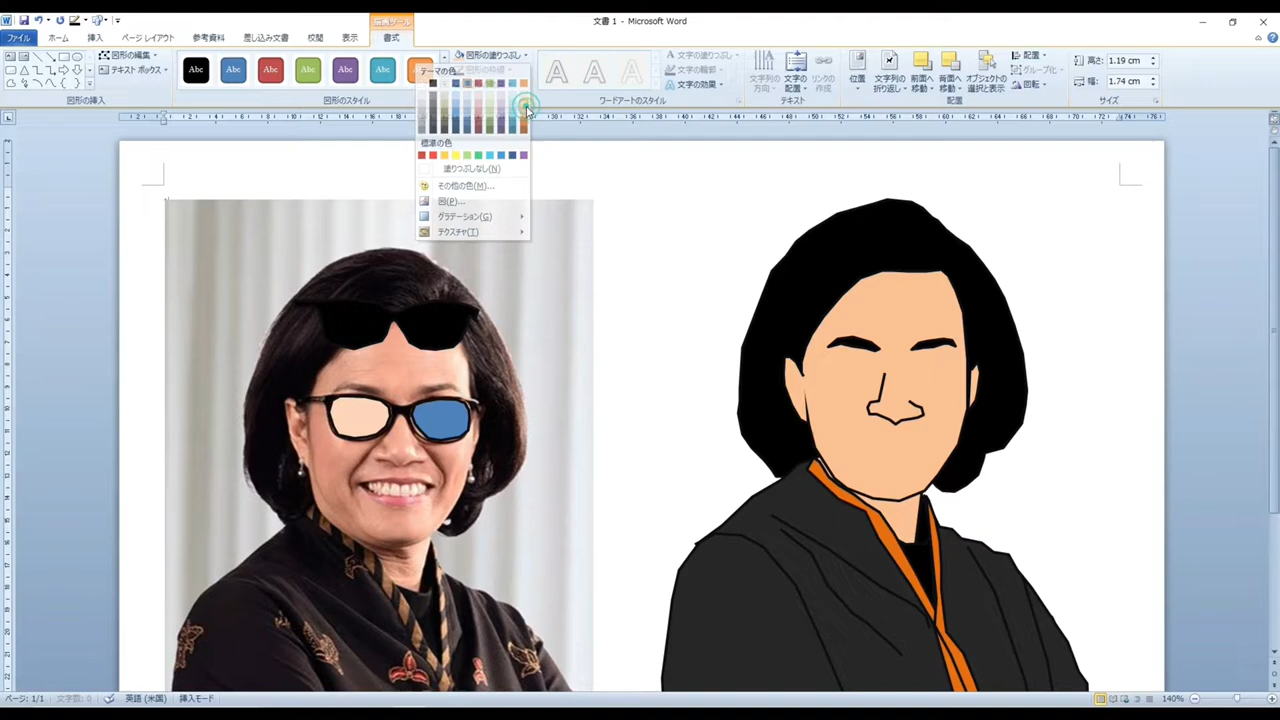 文書 1 - Microsoft Word
描画ツール
ファイル ホーム 挿入 ページ レイアウト 参考資料 差し込み文書 校閲 表示 書式
図形の編集
テキスト ボックス
図形の挿入
Abc Abc Abc Abc Abc Abc
図形のスタイル
図形の塗りつぶし
図形の枠線
文字の塗りつぶし
文字の輪郭
文字の効果
ワードアートのスタイル
文字列の方向
文字の配置
リンクの作成
テキスト
位置
文字列の折り返し
前面へ移動
背面へ移動
オブジェクトの選択と表示
配置
グループ化
回転
配置
高さ: 1.19 cm
幅: 1.74 cm
サイズ
テーマの色
標準の色
塗りつぶしなし(N)
その他の色(M)...
図(P)...
グラデーション(G)
テクスチャ(T)
ページ: 1/1 文字数: 0 英語 (米国) 挿入モード
140%